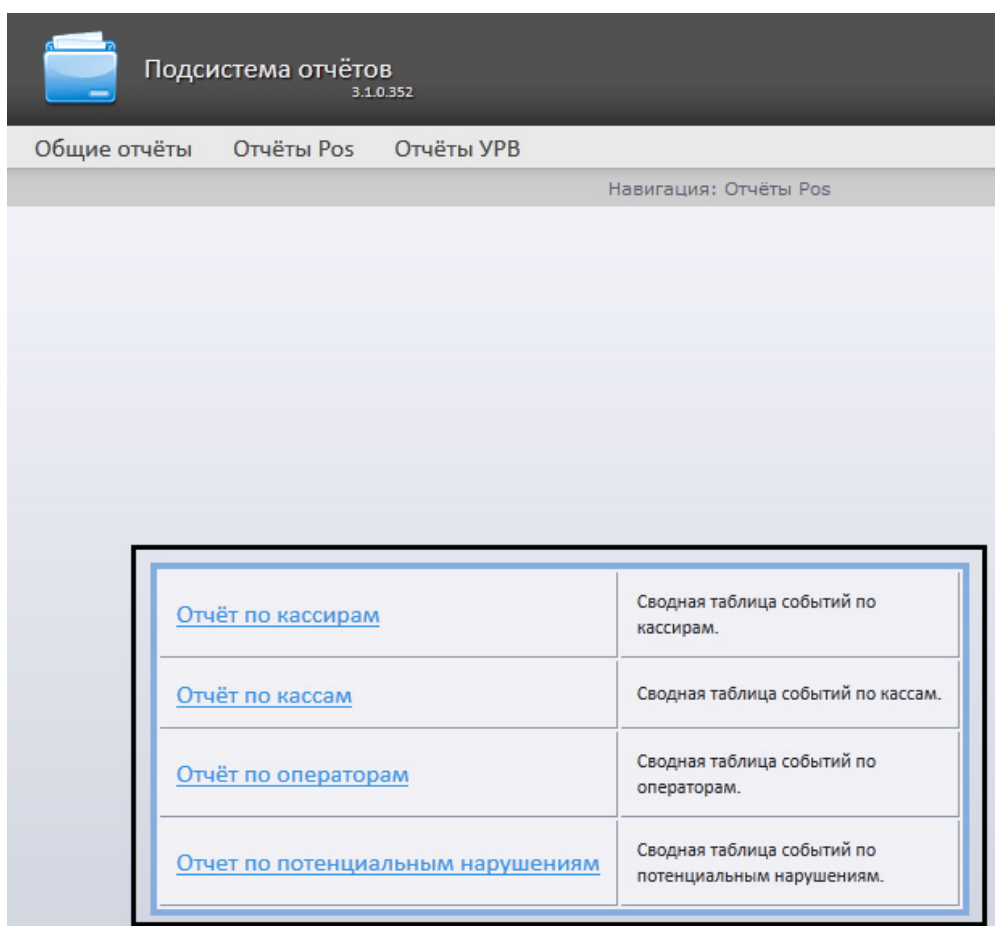 Подсистема отчётов
3.1.0.352
Общие отчёты Отчёты Pos Отчёты УРВ
Навигация: Отчёты Pos
Отчёт по кассирам
Сводная таблица событий по
кассирам.
Отчёт по кассам
Сводная таблица событий по кассам.
Отчёт по операторам
Сводная таблица событий по
операторам.
Отчет по потенциальным нарушениям
Сводная таблица событий по
потенциальным нарушениям.